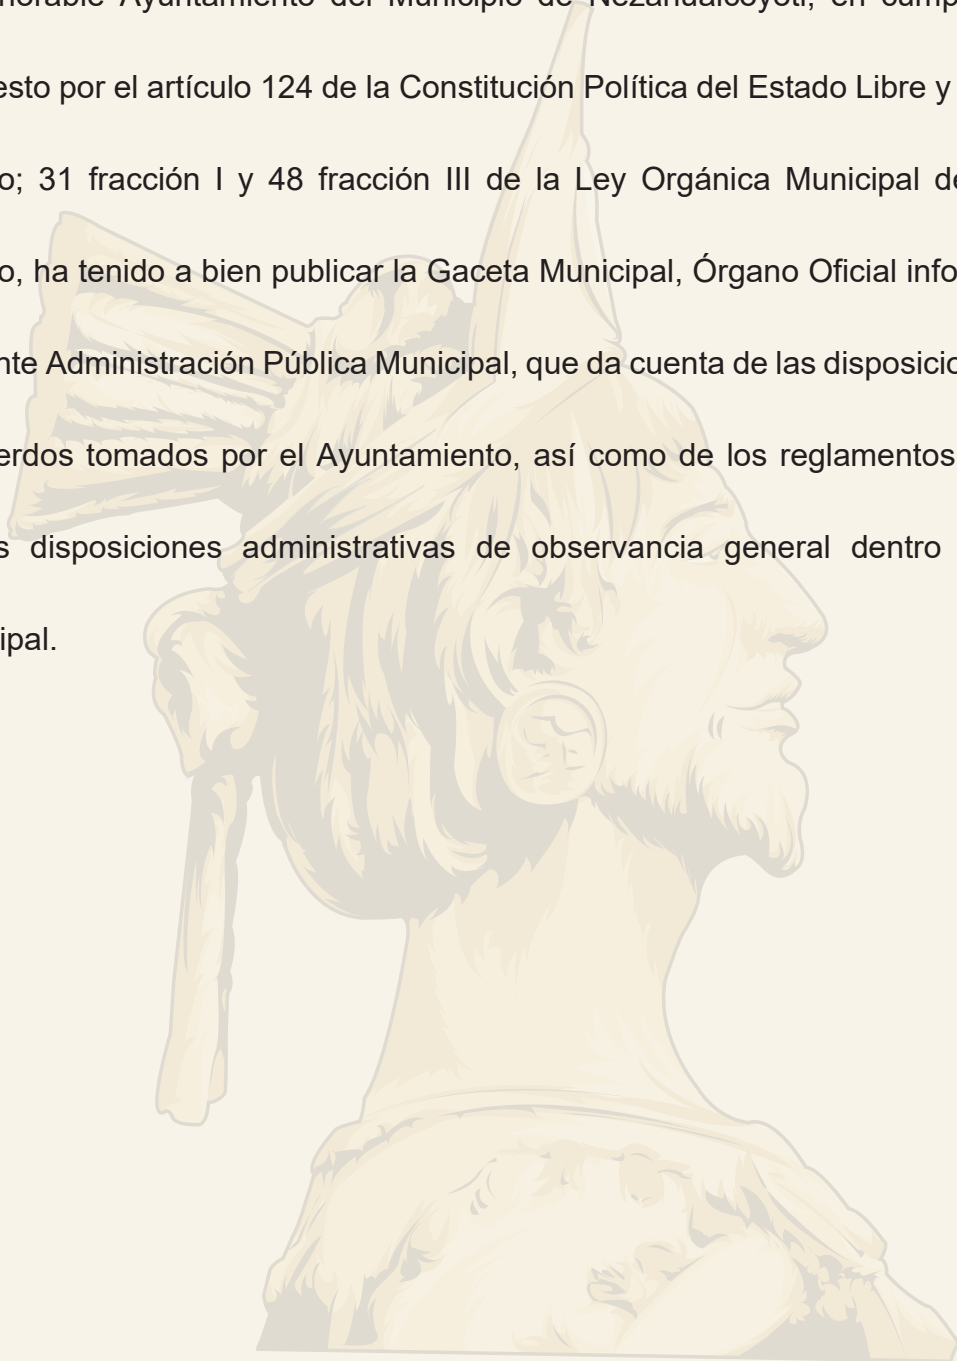 norable Ayuntamiento del Municipio de Nezahualcóyotl, en cump
esto por el artículo 124 de la Constitución Política del Estado Libre y
o; 31 fracción I y 48 fracción III de la Ley Orgánica Municipal de
o, ha tenido a bien publicar la Gaceta Municipal, Órgano Oficial info
nte Administración Pública Municipal, que da cuenta de las disposicio
erdos tomados por el Ayuntamiento, así como de los reglamentos
s disposiciones administrativas de observancia general dentro
ipal.